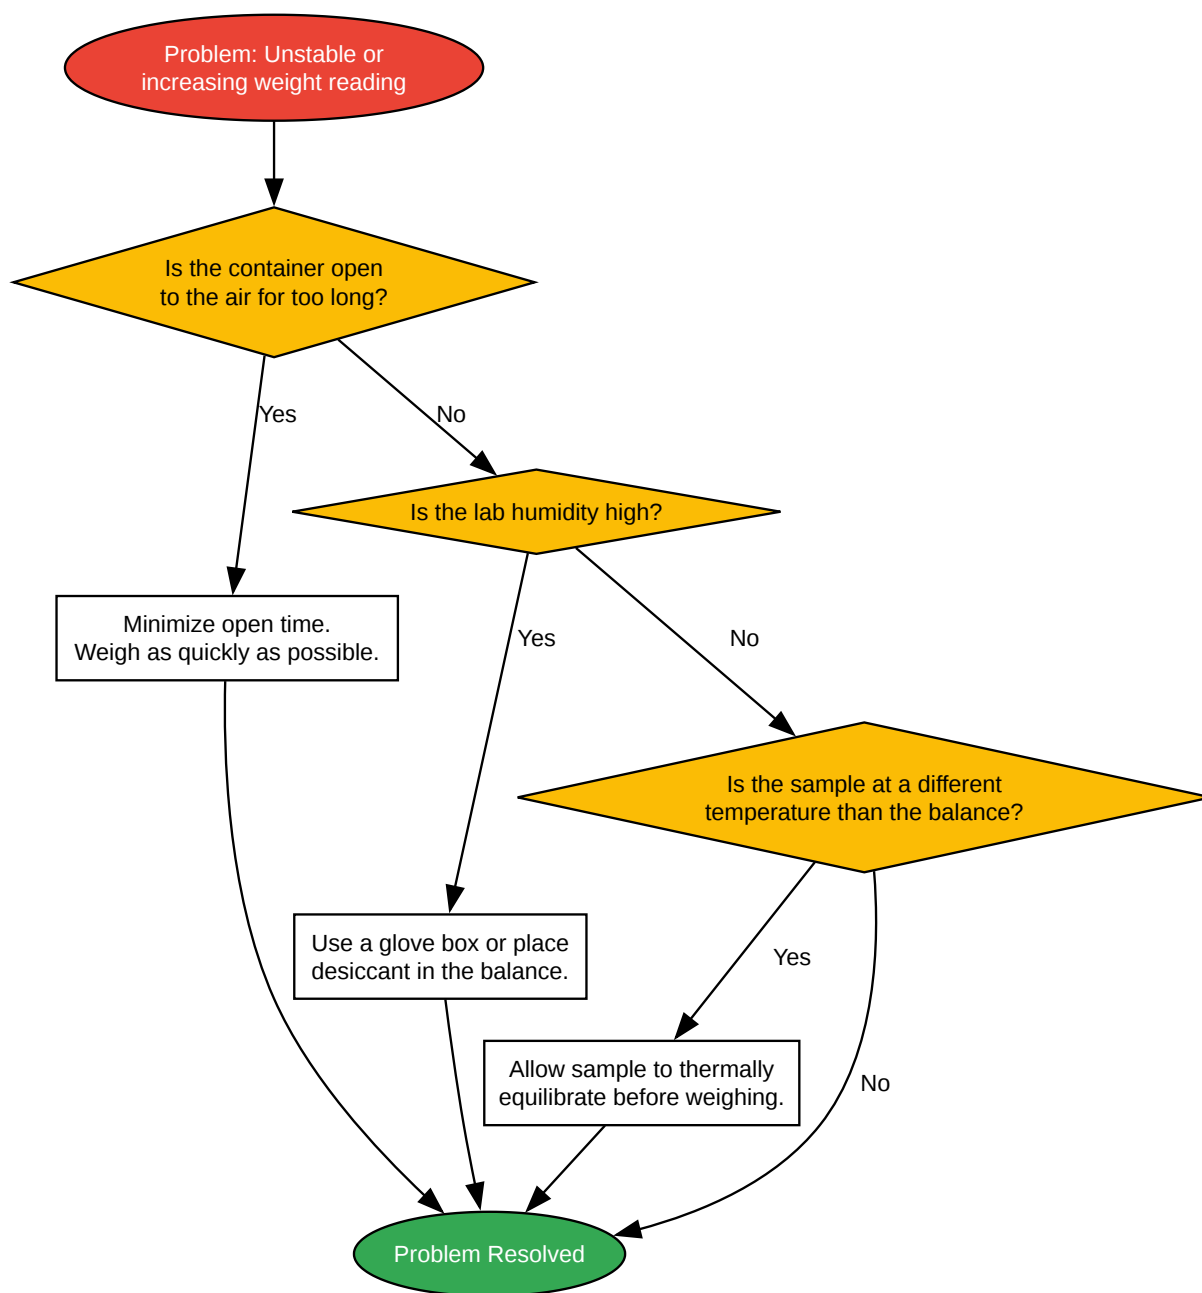 Problem: Unstable or
increasing weight reading
Is the container open
to the air for too long?
Yes
No
Is the lab humidity high?
Minimize open time.
Weigh as quickly as possible.
Yes
No
Is the sample at a different
temperature than the balance?
Use a glove box or place
desiccant in the balance.
Yes
Allow sample to thermally
equilibrate before weighing.
No
Problem Resolved